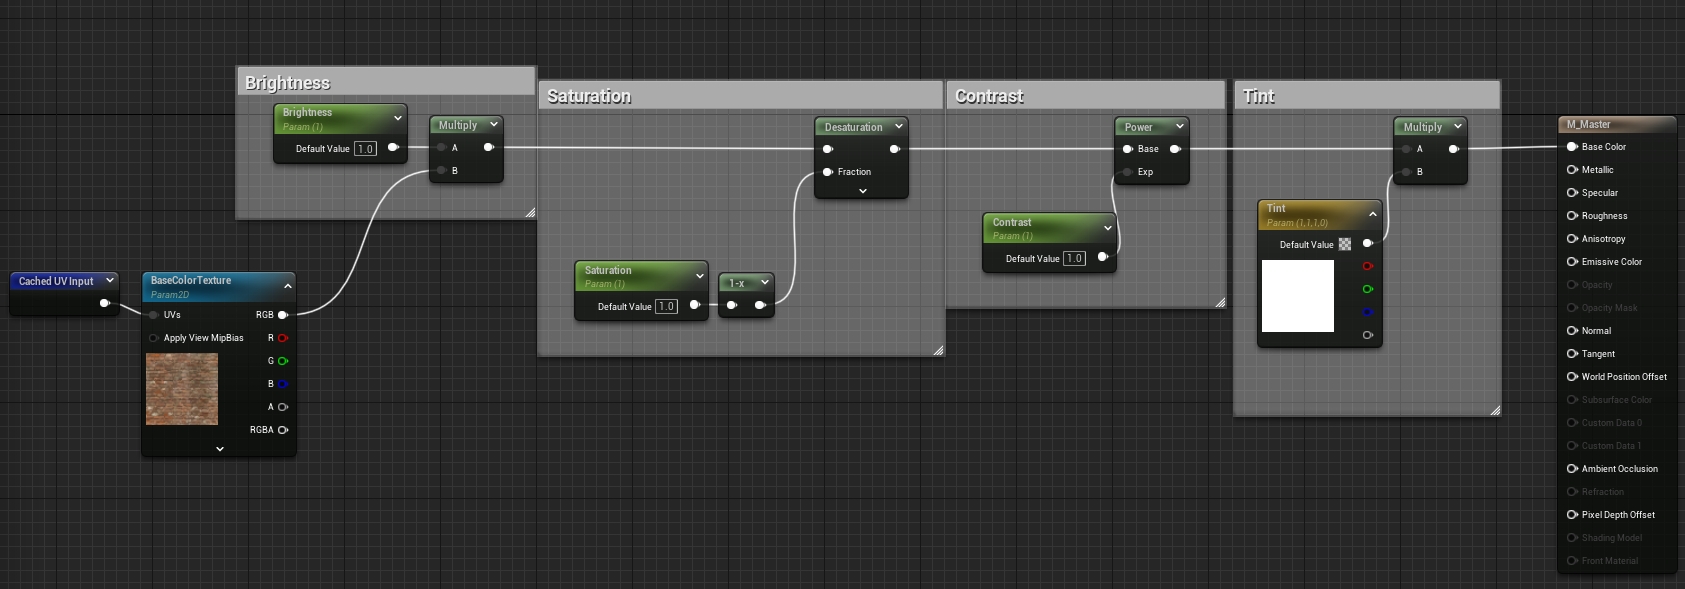 Brightness
Brightness
Param (1)
Default Value 1.0
Multiply
A
B
Saturation
Desaturation
Fraction
Saturation
Param (1)
Default Value 1.0
1-x
Contrast
Power
Base
Exp
Contrast
Param (1)
Default Value 1.0
Tint
Multiply
A
B
Tint
Param (1,1,1,0)
Default Value
Cached UV Input
BaseColorTexture
Param2D
UVs RGB
Apply View MipBias R
G
B
A
RGBA
M_Master
Base Color
Metallic
Specular
Roughness
Anisotropy
Emissive Color
Opacity
Opacity Mask
Normal
Tangent
World Position Offset
Subsurface Color
Custom Data 0
Custom Data 1
Ambient Occlusion
Refraction
Pixel Depth Offset
Shading Model
Front Material